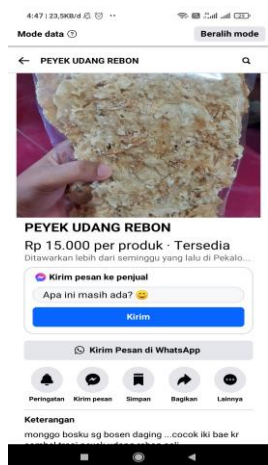 4:47 | 23,5KB/d
Mode data
Beralih mode
PEYEK UDANG REBON
PEYEK UDANG REBON
Rp 15.000 per produk · Tersedia
Ditawarkan lebih dari seminggu yang lalu di Pekalo...
Kirim pesan ke penjual
Apa ini masih ada? 😊
Kirim
Kirim Pesan di WhatsApp
Peringatan Kirim pesan Simpan Bagikan Lainnya
Keterangan
monggo bosku sg bosen daging ...cocok iki bae kr